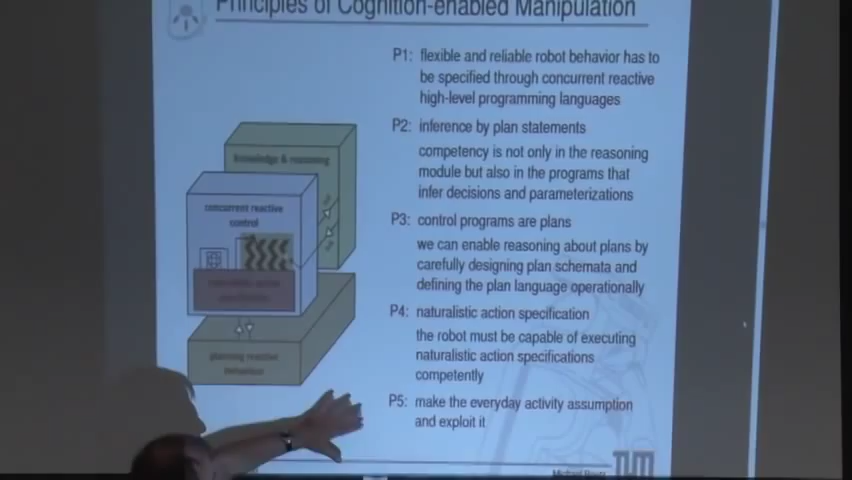 Principles of Cognition-enabled Manipulation
P1: flexible and reliable robot behavior has to
be specified through concurrent reactive
high-level programming languages
P2: inference by plan statements
competency is not only in the reasoning
module but also in the programs that
infer decisions and parameterizations
P3: control programs are plans
we can enable reasoning about plans by
carefully designing plan schemata and
defining the plan language operationally
P4: naturalistic action specification
the robot must be capable of executing
naturalistic action specifications
competently
P5: make the everyday activity assumption
and exploit it
knowledge & reasoning
concurrent reactive
control
planning reactive
behaviour
Michael
TUM